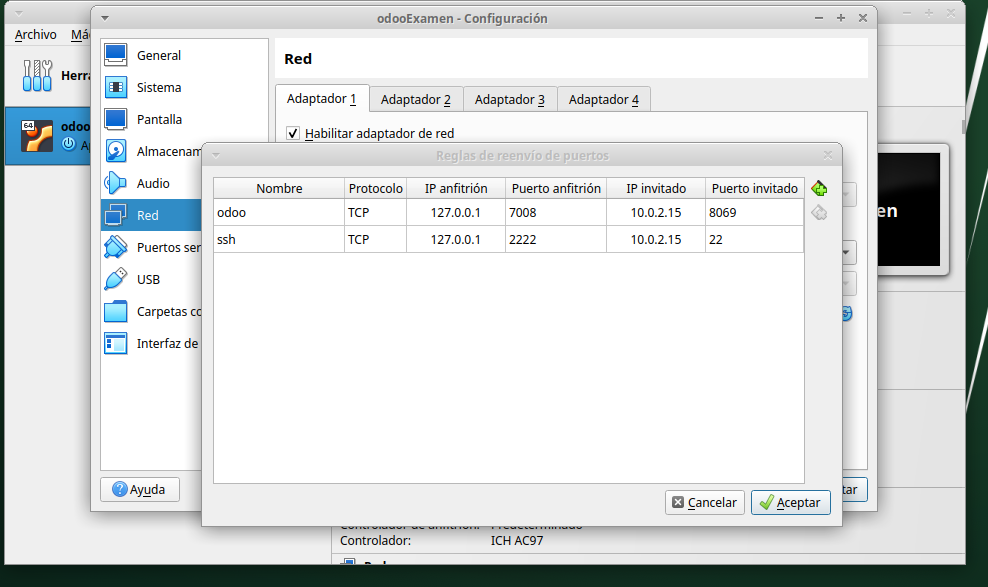 odooExamen - Configuración
Archivo
General
Red
Herra
Sistema
Adaptador 1 Adaptador 2 Adaptador 3 Adaptador 4
64
odoo
Pantalla
Habilitar adaptador de red
Almacenam
Reglas de reenvío de puertos
Audio
Nombre Protocolo IP anfitrión Puerto anfitrión IP invitado Puerto invitado
Red
odoo TCP 127.0.0.1 7008 10.0.2.15 8069
en
Puertos ser
ssh TCP 127.0.0.1 2222 10.0.2.15 22
USB
Carpetas co
Interfaz de
Ayuda
Cancelar Aceptar
tar
Controlador de anfitrión: Predeterminado
Controlador: ICH AC97
Red